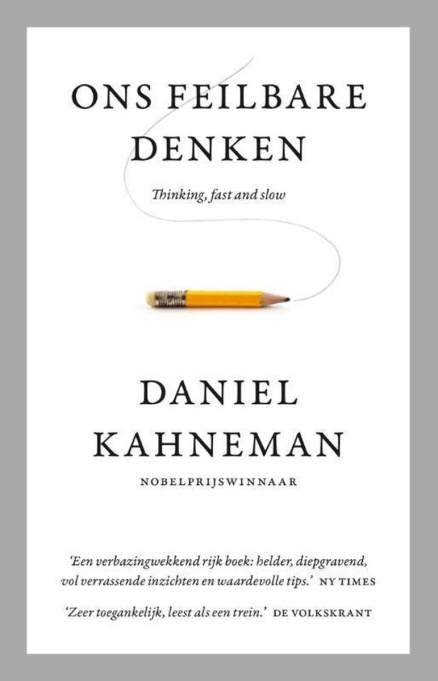 ONS FEILBARE
DENKEN
Thinking, fast and slow
DANIEL
KAHNEMAN
NOBELPRIJSWINNAAR
‘Een verbazingwekkend rijk boek: helder, diepgravend,
vol verrassende inzichten en waardevolle tips.’ NY TIMES
‘Zeer toegankelijk, leest als een trein.’ DE VOLKSKRANT